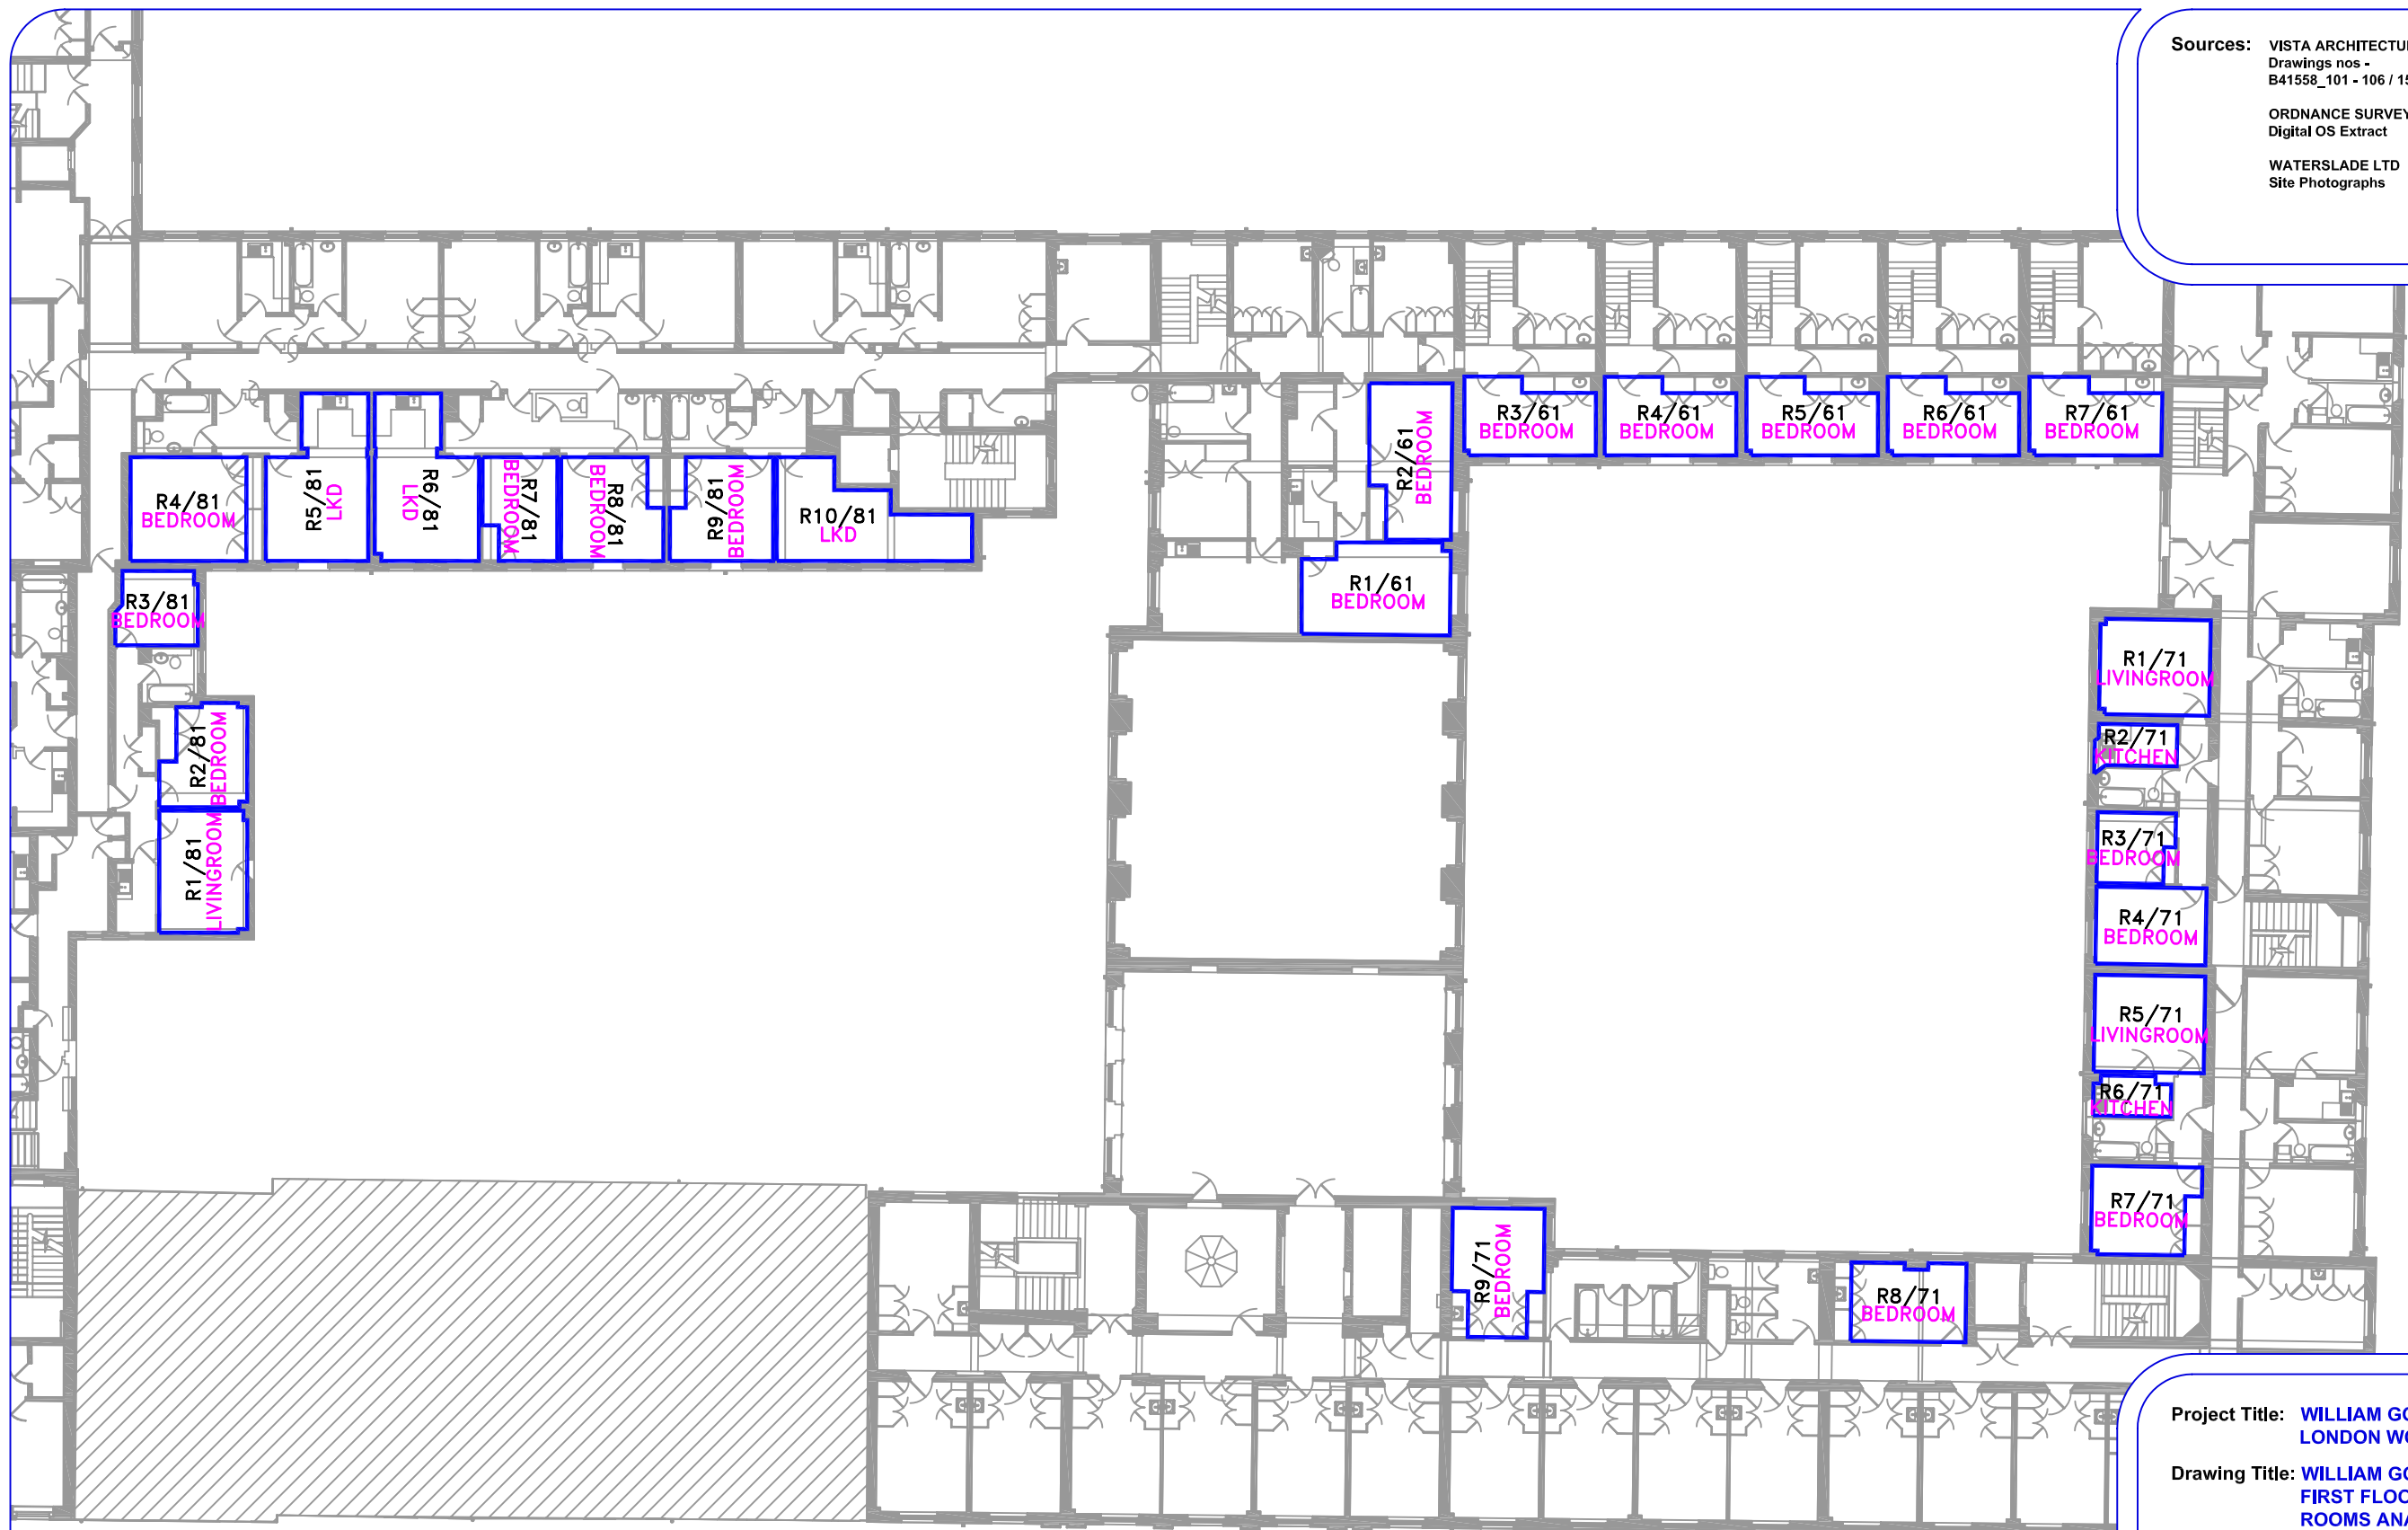 Sources: VISTA ARCHITECTU
Drawings nos -
B41558_101 - 106 / 15
ORDNANCE SURVEY
Digital OS Extract
WATERSLADE LTD
Site Photographs
R3/61
BEDROOM
R4/61
BEDROOM
R5/61
BEDROOM
R6/61
BEDROOM
R7/61
BEDROOM
R2/61
BEDROOM
R1/61
BEDROOM
R4/81
BEDROOM
R5/81
LKD
R6/81
LKD
R7/81
BEDROOM
R8/81
BEDROOM
R9/81
BEDROOM
R10/81
LKD
R3/81
BEDROOM
R2/81
BEDROOM
R1/81
LIVINGROOM
R1/71
LIVINGROOM
R2/71
KITCHEN
R3/71
BEDROOM
R4/71
BEDROOM
R5/71
LIVINGROOM
R6/71
KITCHEN
R7/71
BEDROOM
R8/71
BEDROOM
R9/71
BEDROOM
Project Title: WILLIAM GO
LONDON WC
Drawing Title: WILLIAM GO
FIRST FLOO
ROOMS ANA